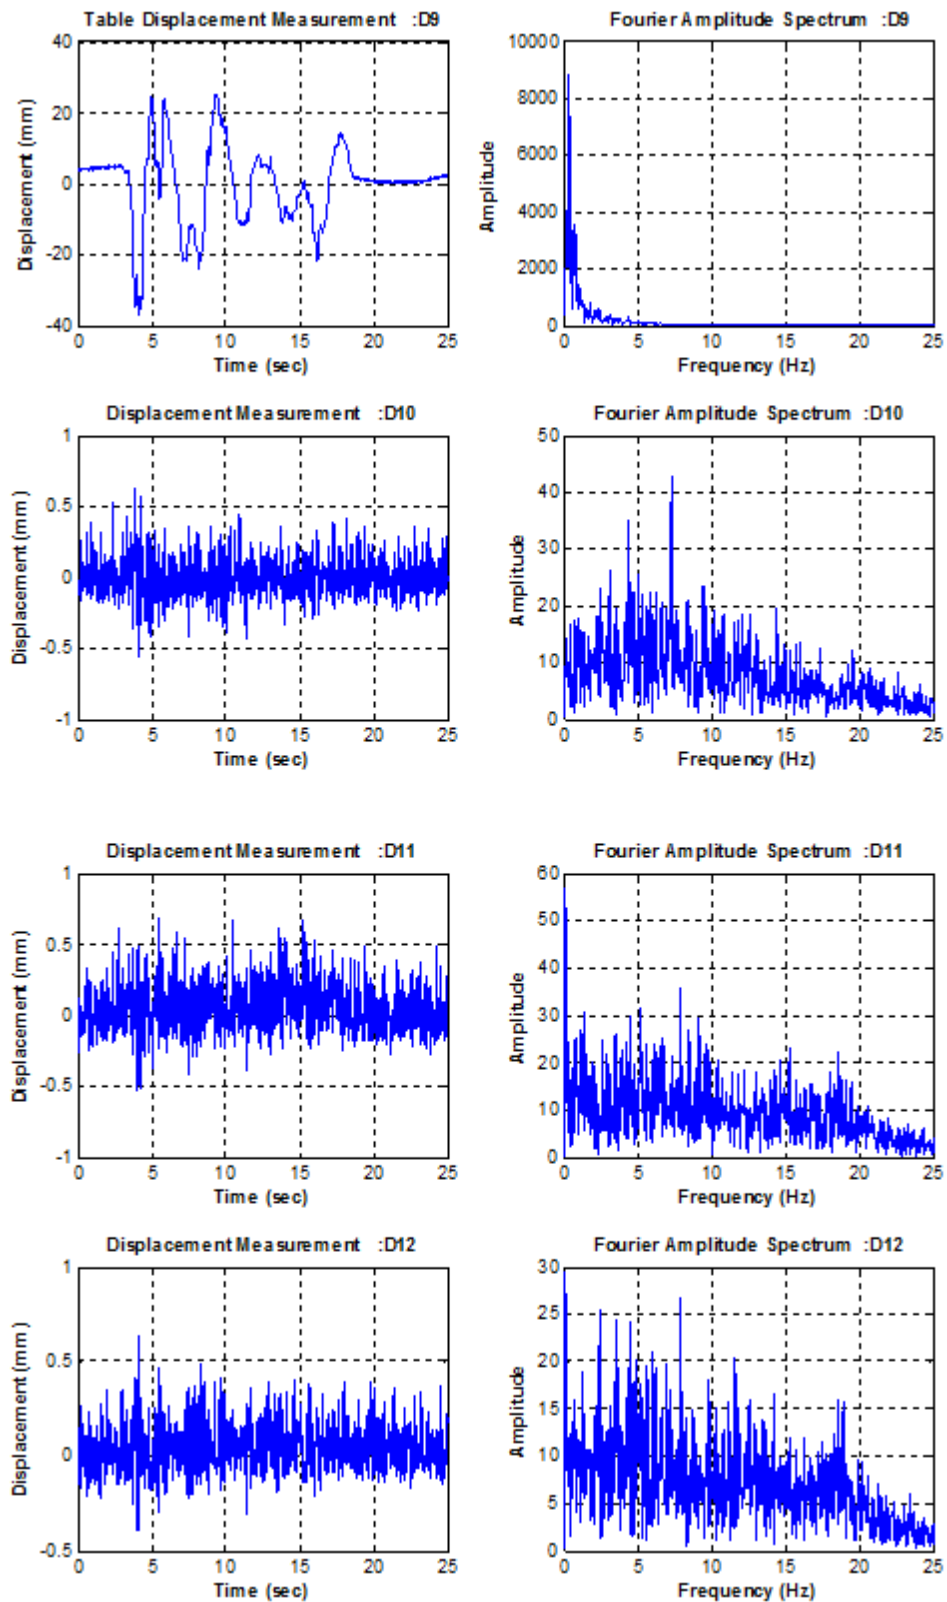 Table Displacement Measurement :D9
Fourier Amplitude Spectrum :D9
40
20
0
-20
-40
Displacement (mm)
0 5 10 15 20 25
Time (sec)
10000
8000
6000
4000
2000
0
Amplitude
0 5 10 15 20 25
Frequency (Hz)
Displacement Measurement :D10
Fourier Amplitude Spectrum :D10
1
0.5
0
-0.5
-1
Displacement (mm)
0 5 10 15 20 25
Time (sec)
50
40
30
20
10
0
Amplitude
0 5 10 15 20 25
Frequency (Hz)
Displacement Measurement :D11
Fourier Amplitude Spectrum :D11
1
0.5
0
-0.5
-1
Displacement (mm)
0 5 10 15 20 25
Time (sec)
60
50
40
30
20
10
0
Amplitude
0 5 10 15 20 25
Frequency (Hz)
Displacement Measurement :D12
Fourier Amplitude Spectrum :D12
1
0.5
0
-0.5
Displacement (mm)
0 5 10 15 20 25
Time (sec)
30
25
20
15
10
5
0
Amplitude
0 5 10 15 20 25
Frequency (Hz)